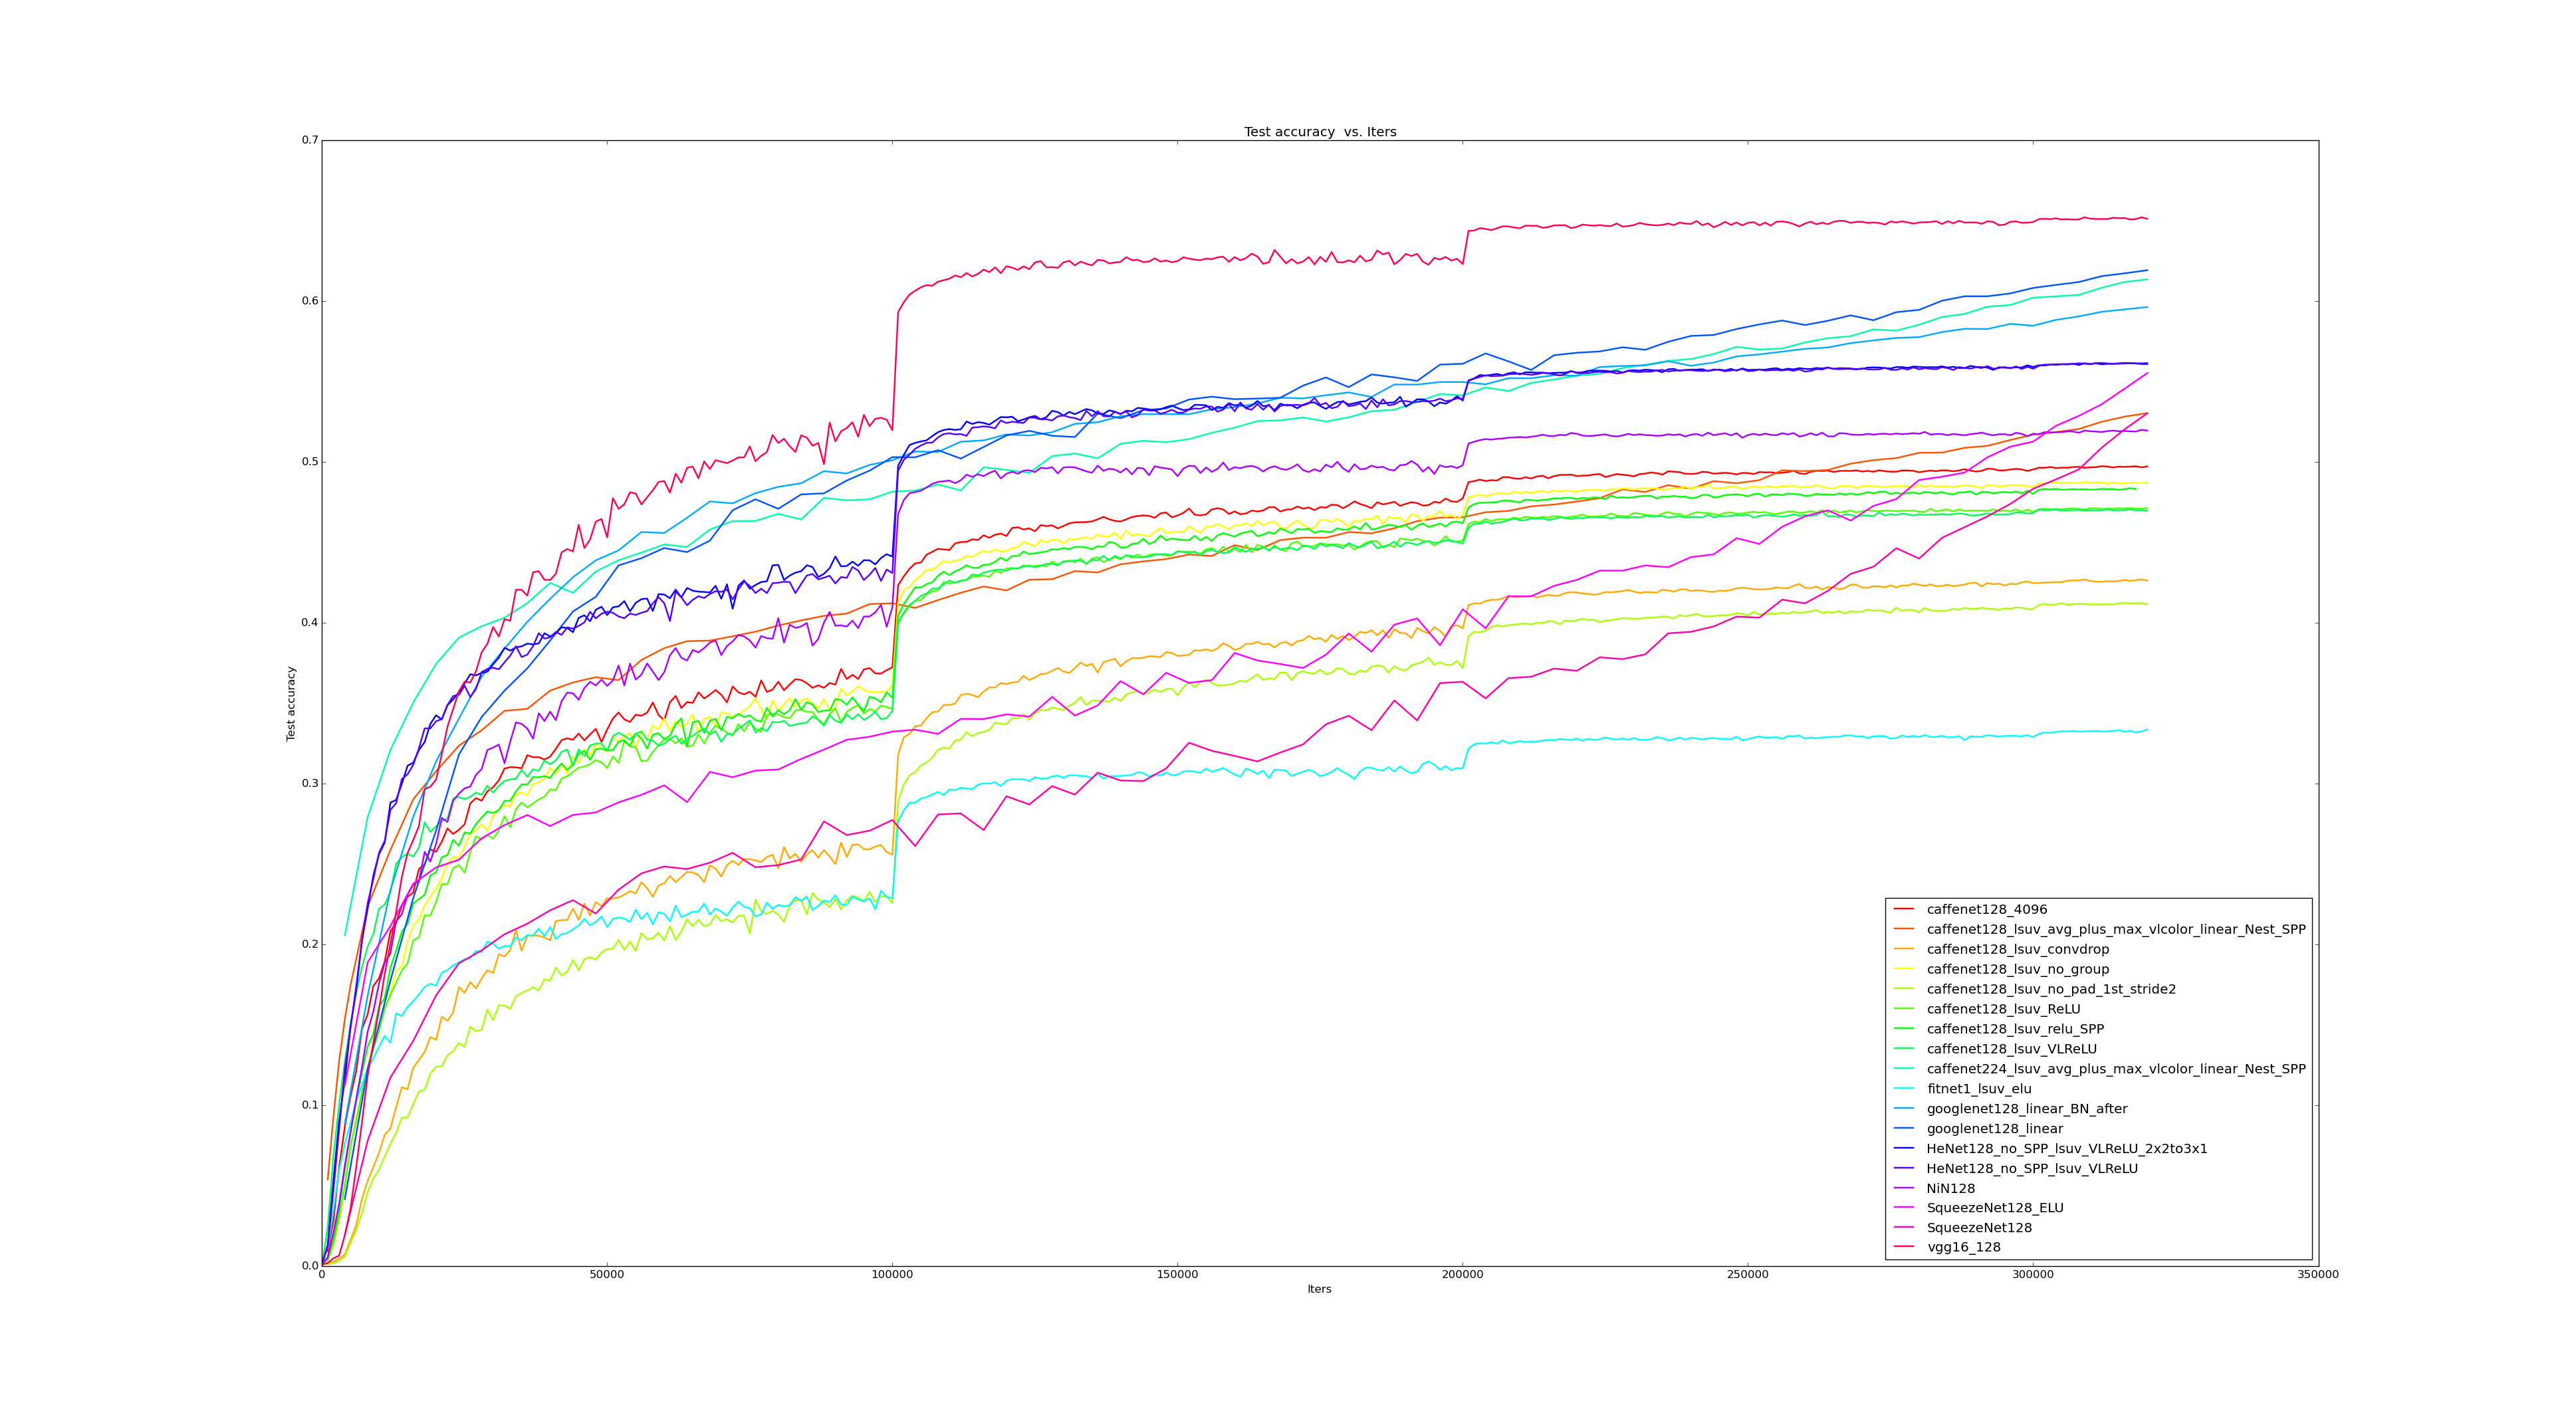 Test accuracy  vs. Iters
0.7
0.6
0.5
0.4
0.3
0.2
0.1
0.0
Test accuracy
caffenet128_4096
caffenet128_lsuv_avg_plus_max_vlcolor_linear_Nest_SPP
caffenet128_lsuv_convdrop
caffenet128_lsuv_no_group
caffenet128_lsuv_no_pad_1st_stride2
caffenet128_lsuv_ReLU
caffenet128_lsuv_relu_SPP
caffenet128_lsuv_VLReLU
caffenet224_lsuv_avg_plus_max_vlcolor_linear_Nest_SPP
fitnet1_lsuv_elu
googlenet128_linear_BN_after
googlenet128_linear
HeNet128_no_SPP_lsuv_VLReLU_2x2to3x1
HeNet128_no_SPP_lsuv_VLReLU
NiN128
SqueezeNet128_ELU
SqueezeNet128
vgg16_128
0 50000 100000 150000 200000 250000 300000 350000
Iters